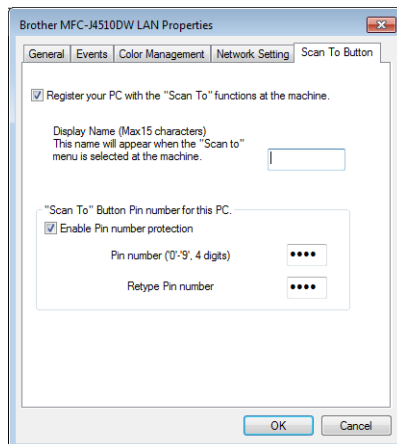 Brother MFC-J4510DW LAN Properties
General Events Color Management Network Setting Scan To Button
Register your PC with the "Scan To" functions at the machine.
Display Name (Max15 characters)
This name will appear when the "Scan to"
menu is selected at the machine.
"Scan To" Button Pin number for this PC.
Enable Pin number protection
Pin number ('0'-'9', 4 digits) ••••
Retype Pin number ••••
OK Cancel